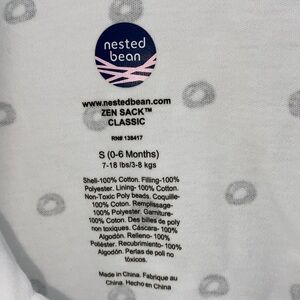 nested
bean
www.nestedbean.com
ZEN SACK™
CLASSIC
RN# 138417
S (0-6 Months)
7-18 lbs/3-8 kgs
Shell-100% Cotton. Filling-100%
Polyester. Lining- 100% Cotton.
Non-Toxic Poly beads. Coquille-
100% Coton. Remplissage-
100% Polyester. Garniture-
100% Coton. Des billes de poly
non toxiques. Cáscara- 100%
Algodón. Relleno- 100%
Poliéster. Recubrimiento- 100%
Algodón. Perlas de poli no
tóxicos.
Made in China. Fabrique au
China. Hecho en China